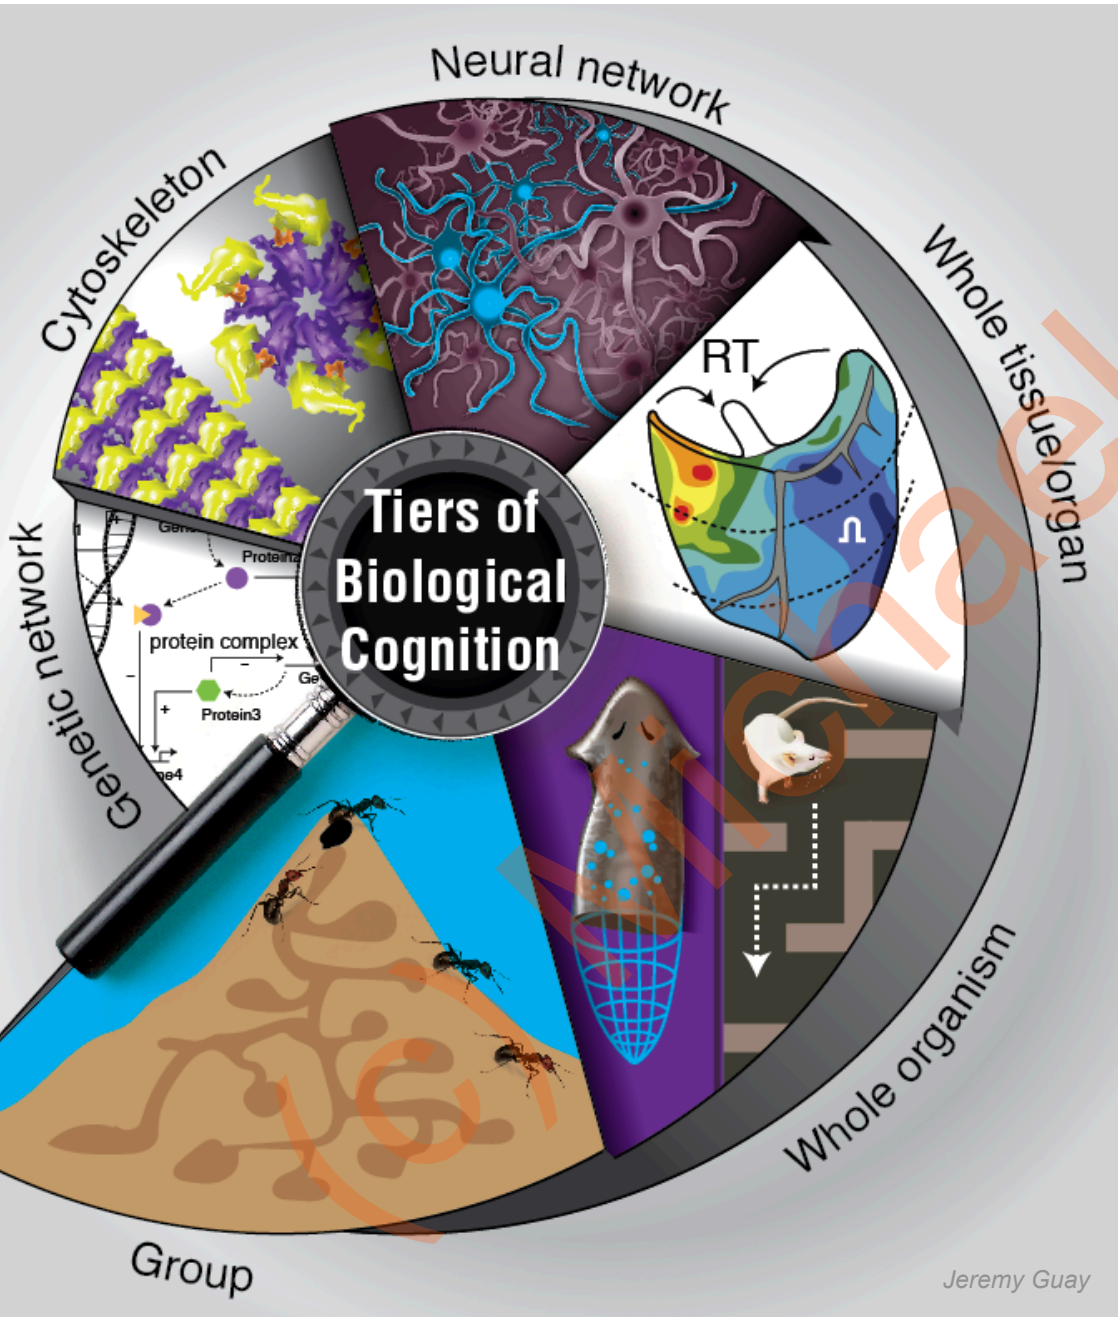 Neural network
Cytoskeleton
Whole tissue/organ
RT
Tiers of
Biological
Cognition
Genetic network
protein complex
–
–
+
Protein3
Whole organism
Group
(c) Michael
Jeremy Guay